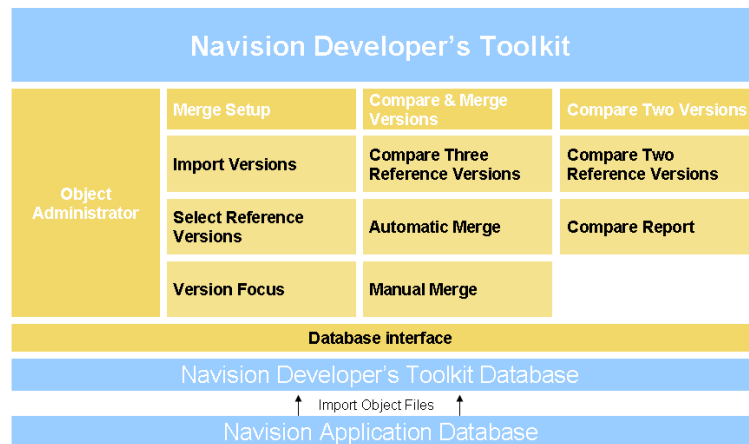 Navision Developer's Toolkit
Object
Administrator
Merge Setup
Import Versions
Select Reference
Versions
Version Focus
Compare & Merge
Versions
Compare Three
Reference Versions
Automatic Merge
Manual Merge
Compare Two Versions
Compare Two
Reference Versions
Compare Report
Database interface
Navision Developer's Toolkit Database
Import Object Files
Navision Application Database